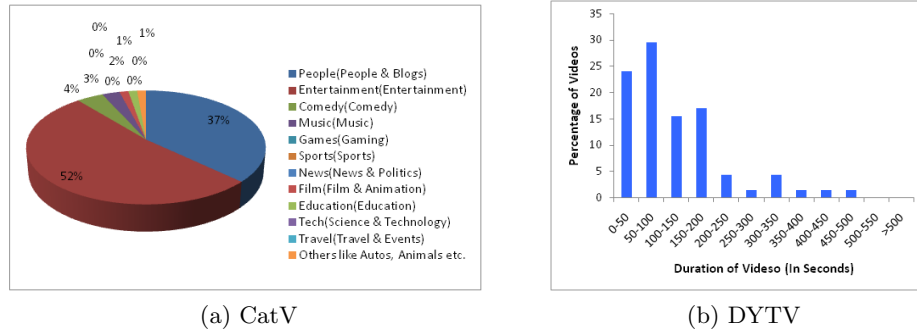 0%
1%
1%
0%
2%
0%
4%
3%
0%
0%
37%
52%
People(People & Blogs)
Entertainment(Entertainment)
Comedy(Comedy)
Music(Music)
Games(Gaming)
Sports(Sports)
News(News & Politics)
Film(Film & Animation)
Education(Education)
Tech(Science & Technology)
Travel(Travel & Events)
Others like Autos, Animals etc.
(a) CatV
Percentage of Videos
35
30
25
20
15
10
5
0
0-50
50-100
100-150
150-200
200-250
250-300
300-350
350-400
400-450
450-500
500-550
>500
Duration of Videso (In Seconds)
(b) DYTV